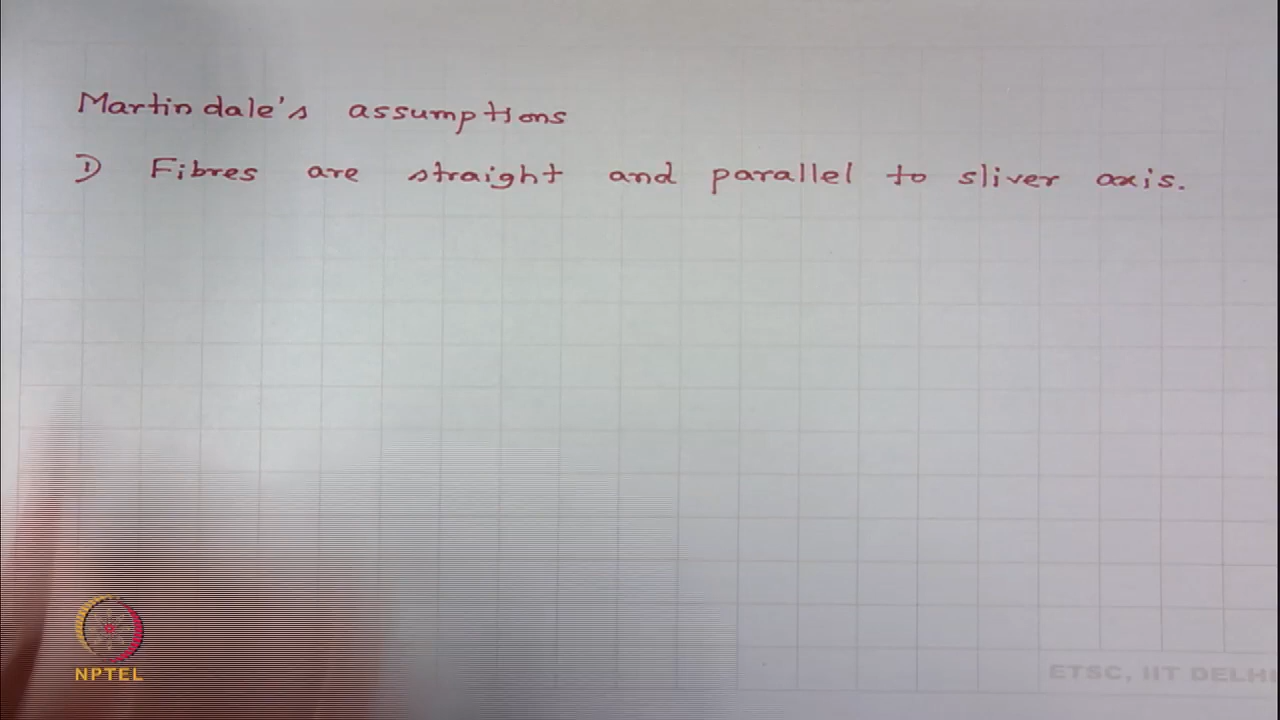 Martindale's assumptions
1) Fibres are straight and parallel to sliver axis.
NPTEL
ETSC, IIT DELHI